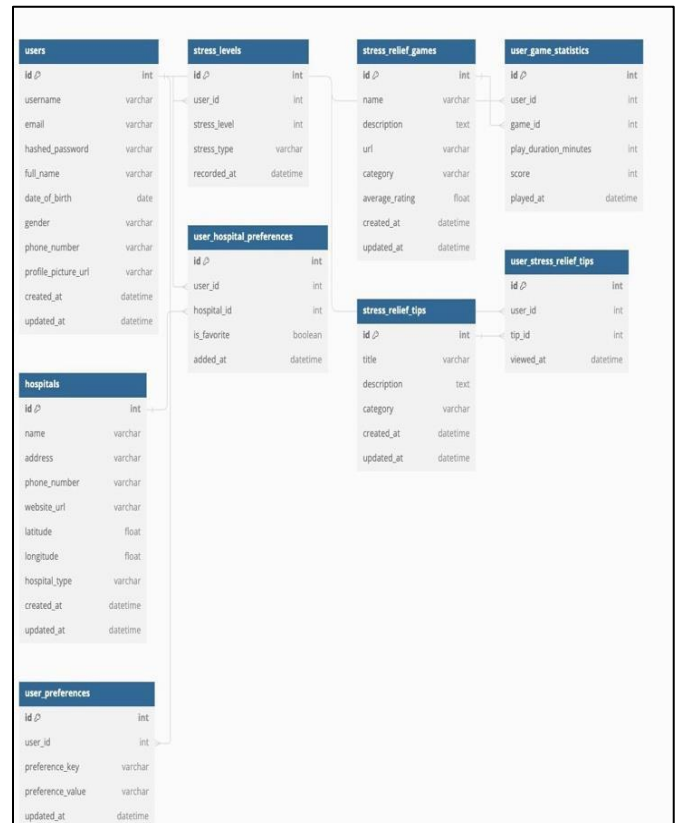 users
id int
username varchar
email varchar
hashed_password varchar
full_name varchar
date_of_birth date
gender varchar
phone_number varchar
profile_picture_url varchar
created_at datetime
updated_at datetime
stress_levels
id int
user_id int
stress_level int
stress_type varchar
recorded_at datetime
stress_relief_games
id int
name varchar
description text
url varchar
category varchar
average_rating float
created_at datetime
updated_at datetime
user_game_statistics
id int
user_id int
game_id int
play_duration_minutes int
score int
played_at datetime
user_hospital_preferences
id int
user_id int
hospital_id int
is_favorite boolean
added_at datetime
user_stress_relief_tips
id int
user_id int
tip_id int
viewed_at datetime
stress_relief_tips
id int
title varchar
description text
category varchar
created_at datetime
updated_at datetime
hospitals
id int
name varchar
address varchar
phone_number varchar
website_url varchar
latitude float
longitude float
hospital_type varchar
created_at datetime
updated_at datetime
user_preferences
id int
user_id int
preference_key varchar
preference_value varchar
updated_at datetime